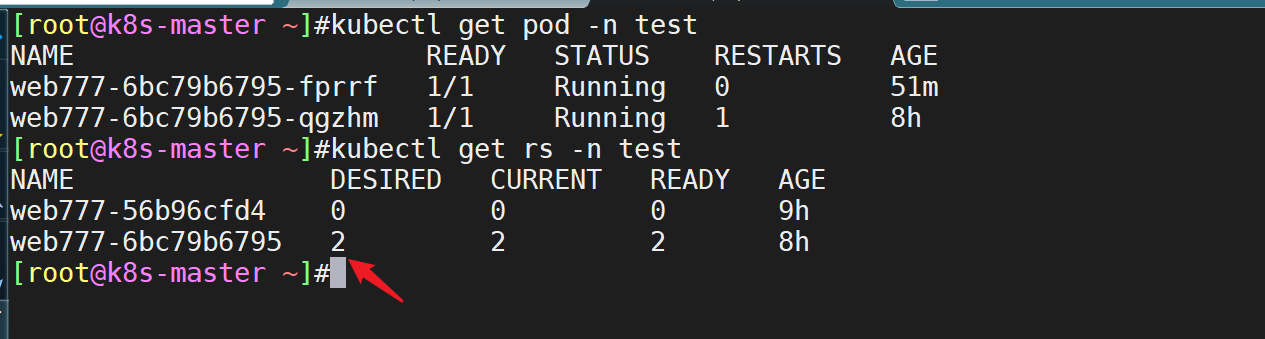 [root@k8s-master ~]#kubectl get pod -n test
NAME READY STATUS RESTARTS AGE
web777-6bc79b6795-fprrf 1/1 Running 0 51m
web777-6bc79b6795-qgzhm 1/1 Running 1 8h
[root@k8s-master ~]#kubectl get rs -n test
NAME DESIRED CURRENT READY AGE
web777-56b96cfd4 0 0 0 9h
web777-6bc79b6795 2 2 2 8h
[root@k8s-master ~]#